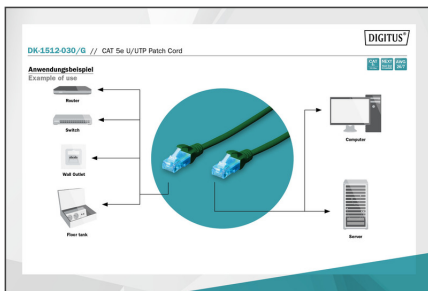 DIGITUS®
DK-1512-030/G // CAT 5e U/UTP Patch Cord
Anwendungsbeispiel
Example of use
Router
Switch
Wall Outlet
Floor tank
Computer
Server